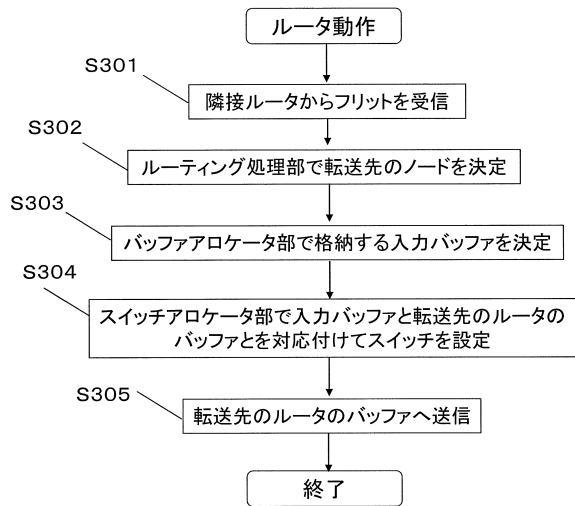 ルータ動作
S301
隣接ルータからフリットを受信
S302
ルーティング処理部で転送先のノードを決定
S303
バッファアロケータ部で格納する入力バッファを決定
S304
スイッチアロケータ部で入力バッファと転送先のルータの
バッファとを対応付けてスイッチを設定
S305
転送先のルータのバッファへ送信
終了